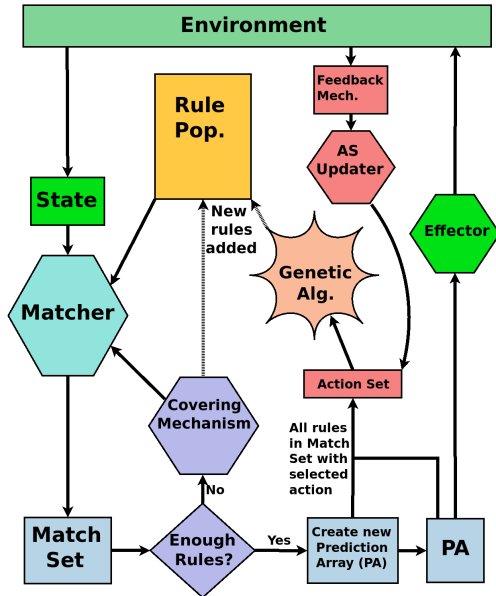 Environment
Feedback
Mech.
Rule
Pop.
AS
Updater
State
New
rules
added
Effector
Genetic
Alg.
Matcher
Action Set
Covering
Mechanism
All rules
in Match
Set with
selected
action
No
Match
Set
Enough
Rules?
Yes
Create new
Prediction
Array (PA)
PA